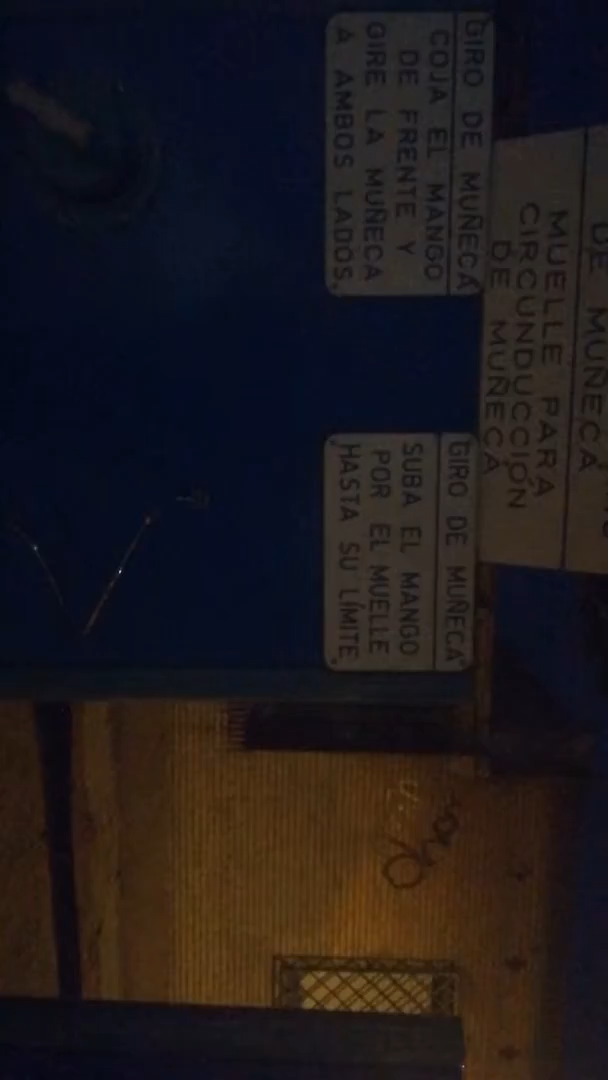 DE MUÑECA
MUELLE PARA
CIRCUNDUCCIÓN
DE MUÑECA
GIRO DE MUÑECA
COJA EL MANGO
DE FRENTE Y
GIRE LA MUÑECA
A AMBOS LADOS.
GIRO DE MUÑECA
SUBA EL MANGO
POR EL MUELLE
HASTA SU LÍMITE.